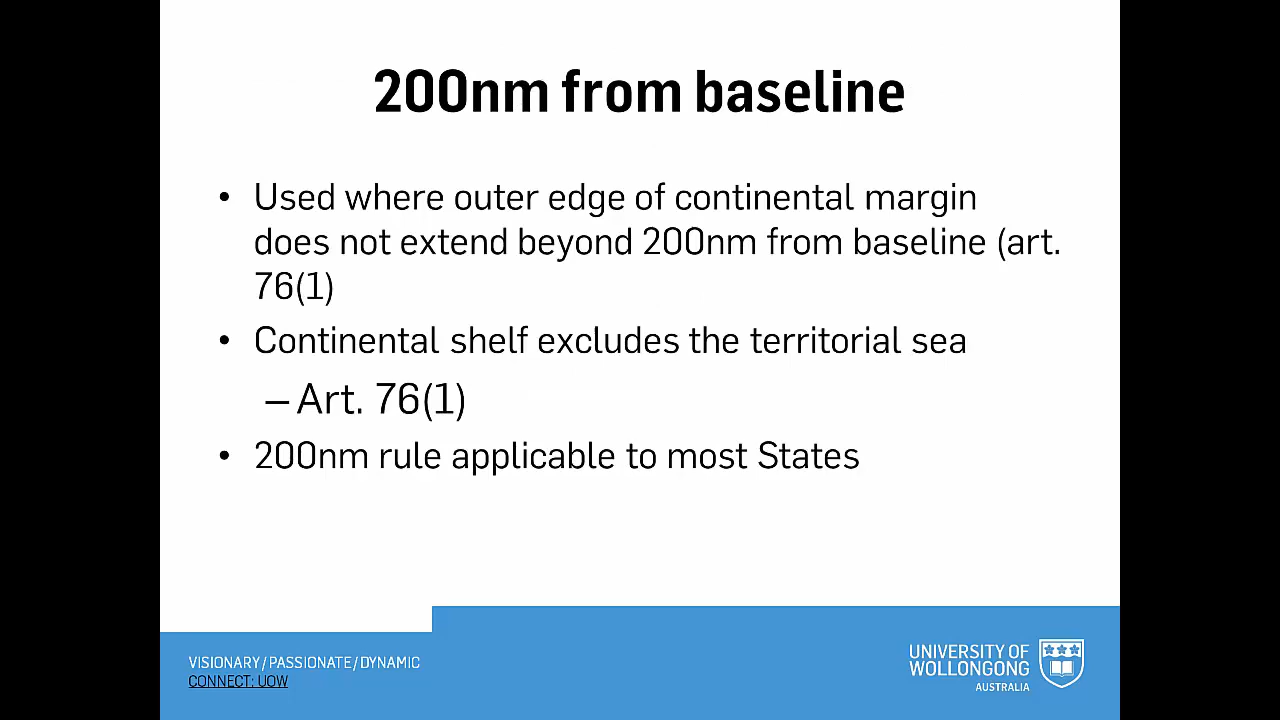 200nm from baseline
• Used where outer edge of continental margin
does not extend beyond 200nm from baseline (art.
76(1)
• Continental shelf excludes the territorial sea
– Art. 76(1)
• 200nm rule applicable to most States
VISIONARY / PASSIONATE / DYNAMIC
CONNECT: UOW
UNIVERSITY OF
WOLLONGONG
AUSTRALIA